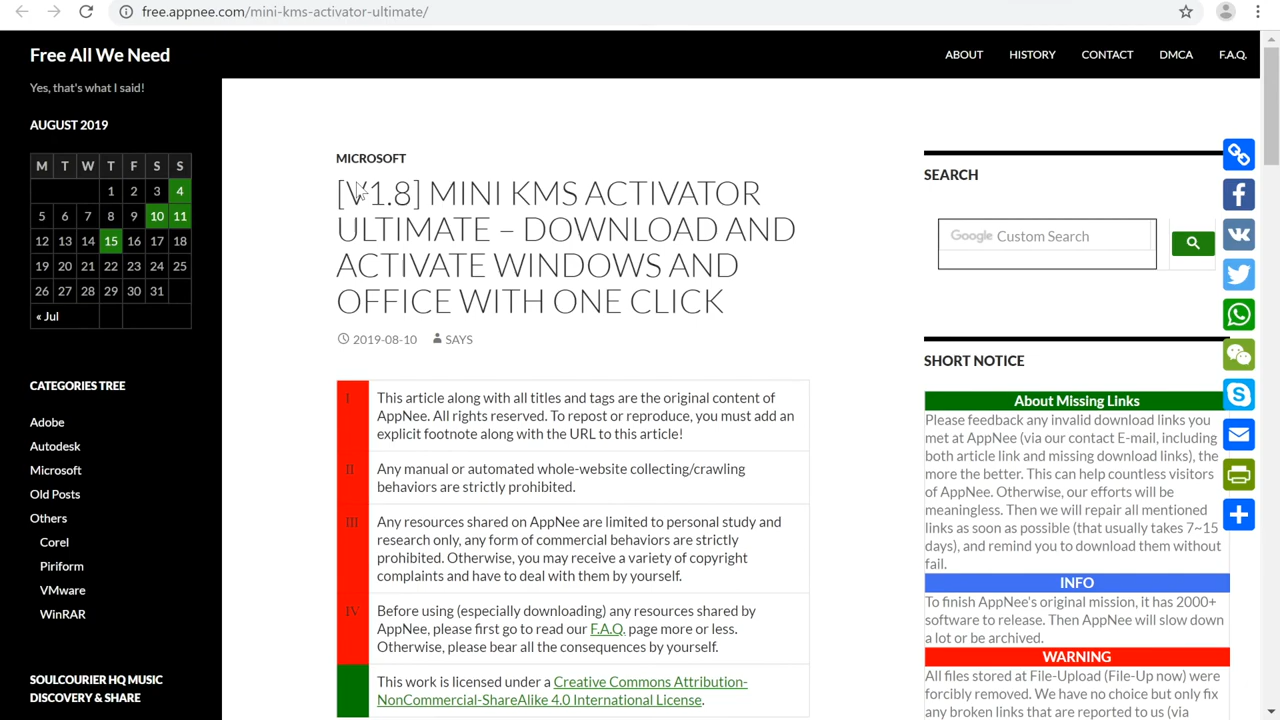 free.appnee.com/mini-kms-activator-ultimate/
Free All We Need
ABOUT HISTORY CONTACT DMCA F.A.Q.
Yes, that's what I said!
AUGUST 2019
M T W T F S S
1 2 3 4
5 6 7 8 9 10 11
12 13 14 15 16 17 18
19 20 21 22 23 24 25
26 27 28 29 30 31
« Jul
CATEGORIES TREE
Adobe
Autodesk
Microsoft
Old Posts
Others
Corel
Piriform
VMware
WinRAR
SOULCOURIER HQ MUSIC
DISCOVERY & SHARE
MICROSOFT
[V1.8] MINI KMS ACTIVATOR
ULTIMATE – DOWNLOAD AND
ACTIVATE WINDOWS AND
OFFICE WITH ONE CLICK
2019-08-10 SAYS
I This article along with all titles and tags are the original content of
AppNee. All rights reserved. To repost or reproduce, you must add an
explicit footnote along with the URL to this article!
II Any manual or automated whole-website collecting/crawling
behaviors are strictly prohibited.
III Any resources shared on AppNee are limited to personal study and
research only, any form of commercial behaviors are strictly
prohibited. Otherwise, you may receive a variety of copyright
complaints and have to deal with them by yourself.
IV Before using (especially downloading) any resources shared by
AppNee, please first go to read our F.A.Q. page more or less.
Otherwise, please bear all the consequences by yourself.
This work is licensed under a Creative Commons Attribution-
NonCommercial-ShareAlike 4.0 International License.
SEARCH
Google Custom Search
SHORT NOTICE
About Missing Links
Please feedback any invalid download links you
met at AppNee (via our contact E-mail, including
both article link and missing download links), the
more the better. This can help countless visitors
of AppNee. Otherwise, our efforts will be
meaningless. Then we will repair all mentioned
links as soon as possible (that usually takes 7~15
days), and remind you to download them without
fail.
INFO
To finish AppNee's original mission, it has 2000+
software to release. Then AppNee will slow down
a lot or be archived.
WARNING
All files stored at File-Upload (File-Up now) were
forcibly removed. We have no choice but only fix
any broken links that are reported to us (via